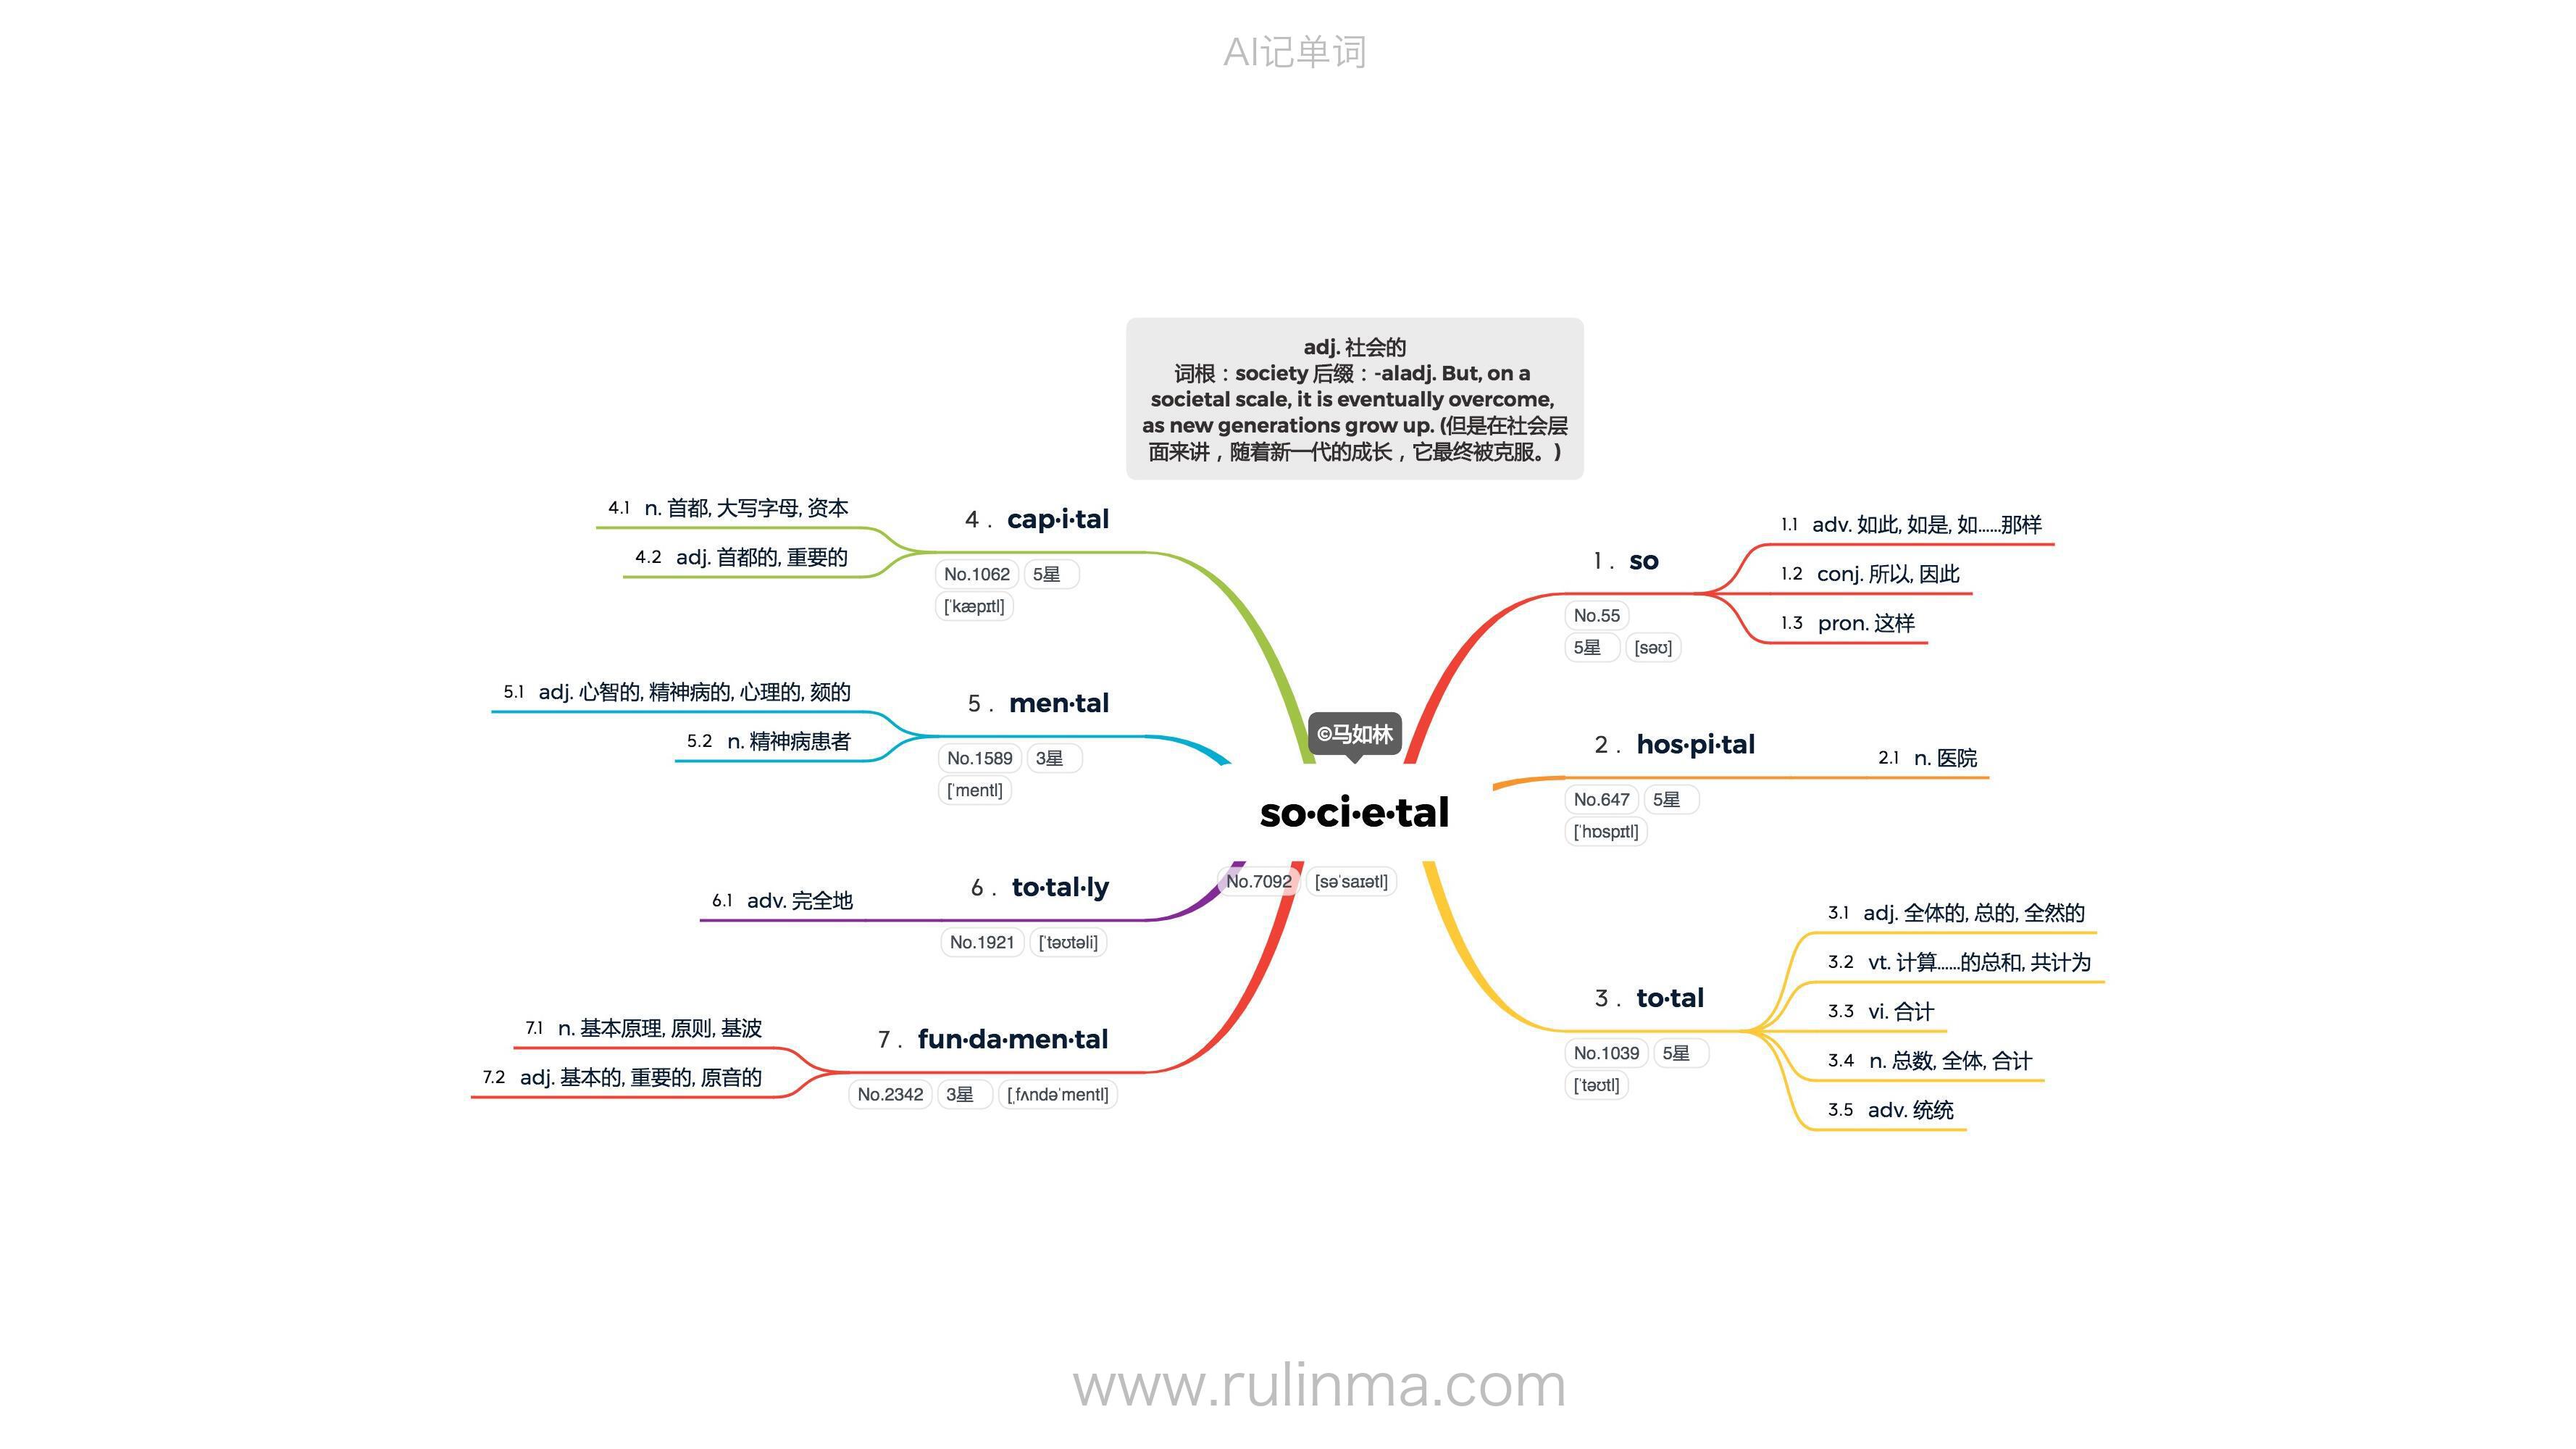 AI记单词
adj. 社会的
词根：society 后缀：-aladj. But, on a
societal scale, it is eventually overcome,
as new generations grow up. (但是在社会层
面来讲，随着新一代的成长，它最终被克服。)
©马如林
so·ci·e·tal
No.7092 [səˈsaɪətl]
1. so
No.55
5星 [səʊ]
1.1 adv. 如此, 如是, 如……那样
1.2 conj. 所以, 因此
1.3 pron. 这样
2. hos·pi·tal
No.647 5星
[ˈhɒspɪtl]
2.1 n. 医院
3. to·tal
No.1039 5星
[ˈtəʊtl]
3.1 adj. 全体的, 总的, 全然的
3.2 vt. 计算……的总和, 共计为
3.3 vi. 合计
3.4 n. 总数, 全体, 合计
3.5 adv. 统统
4. cap·i·tal
No.1062 5星
[ˈkæpɪtl]
4.1 n. 首都, 大写字母, 资本
4.2 adj. 首都的, 重要的
5. men·tal
No.1589 3星
[ˈmentl]
5.1 adj. 心智的, 精神病的, 心理的, 颏的
5.2 n. 精神病患者
6. to·tal·ly
No.1921 [ˈtəʊtəli]
6.1 adv. 完全地
7. fun·da·men·tal
No.2342 3星 [ˌfʌndəˈmentl]
7.1 n. 基本原理, 原则, 基波
7.2 adj. 基本的, 重要的, 原音的
www.rulinma.com